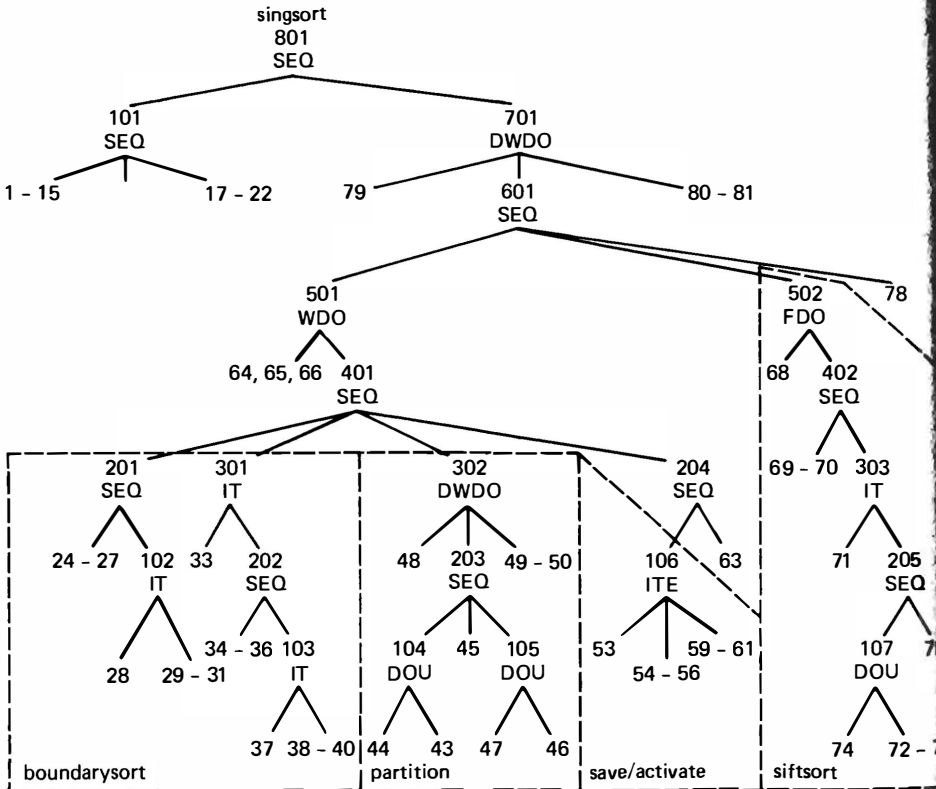 singsort
801
SEQ
101 701
SEQ DWDO
1 – 15 17 – 22 79 601 80 – 81
SEQ
501 502 78
WDO FDO
64, 65, 66 401 68 402
SEQ SEQ
201 301 302 204 69 – 70 303
SEQ IT DWDO SEQ IT
24 – 27 102 33 202 48 203 49 – 50 106 63 71 205
IT SEQ SEQ ITE SEQ
28 29 – 31 34 – 36 103 104 45 105 53 54 – 56 59 – 61 107
IT DOU DOU DOU
37 38 – 40 44 43 47 46 74 72 –
boundarysort partition save/activate siftsort